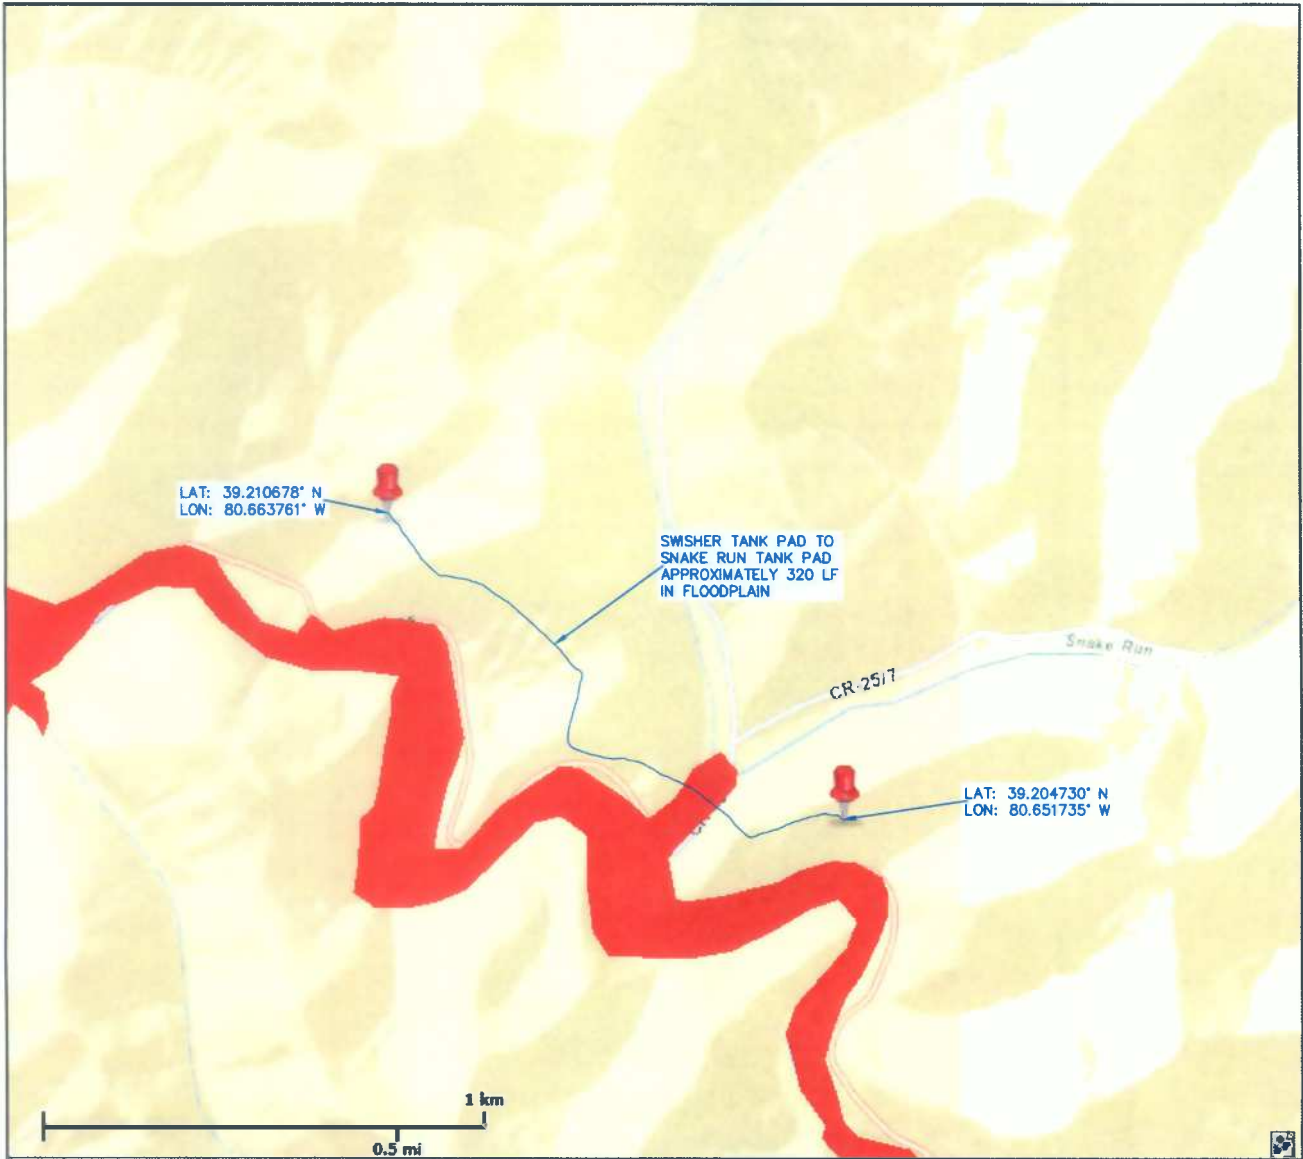 LAT: 39.210678° N
LON: 80.663761° W
SWISHER TANK PAD TO
SNAKE RUN TANK PAD
APPROXIMATELY 320 LF
IN FLOODPLAIN
Snake Run
CR-25/7
LAT: 39.204730° N
LON: 80.651735° W
1 km
0.5 mi